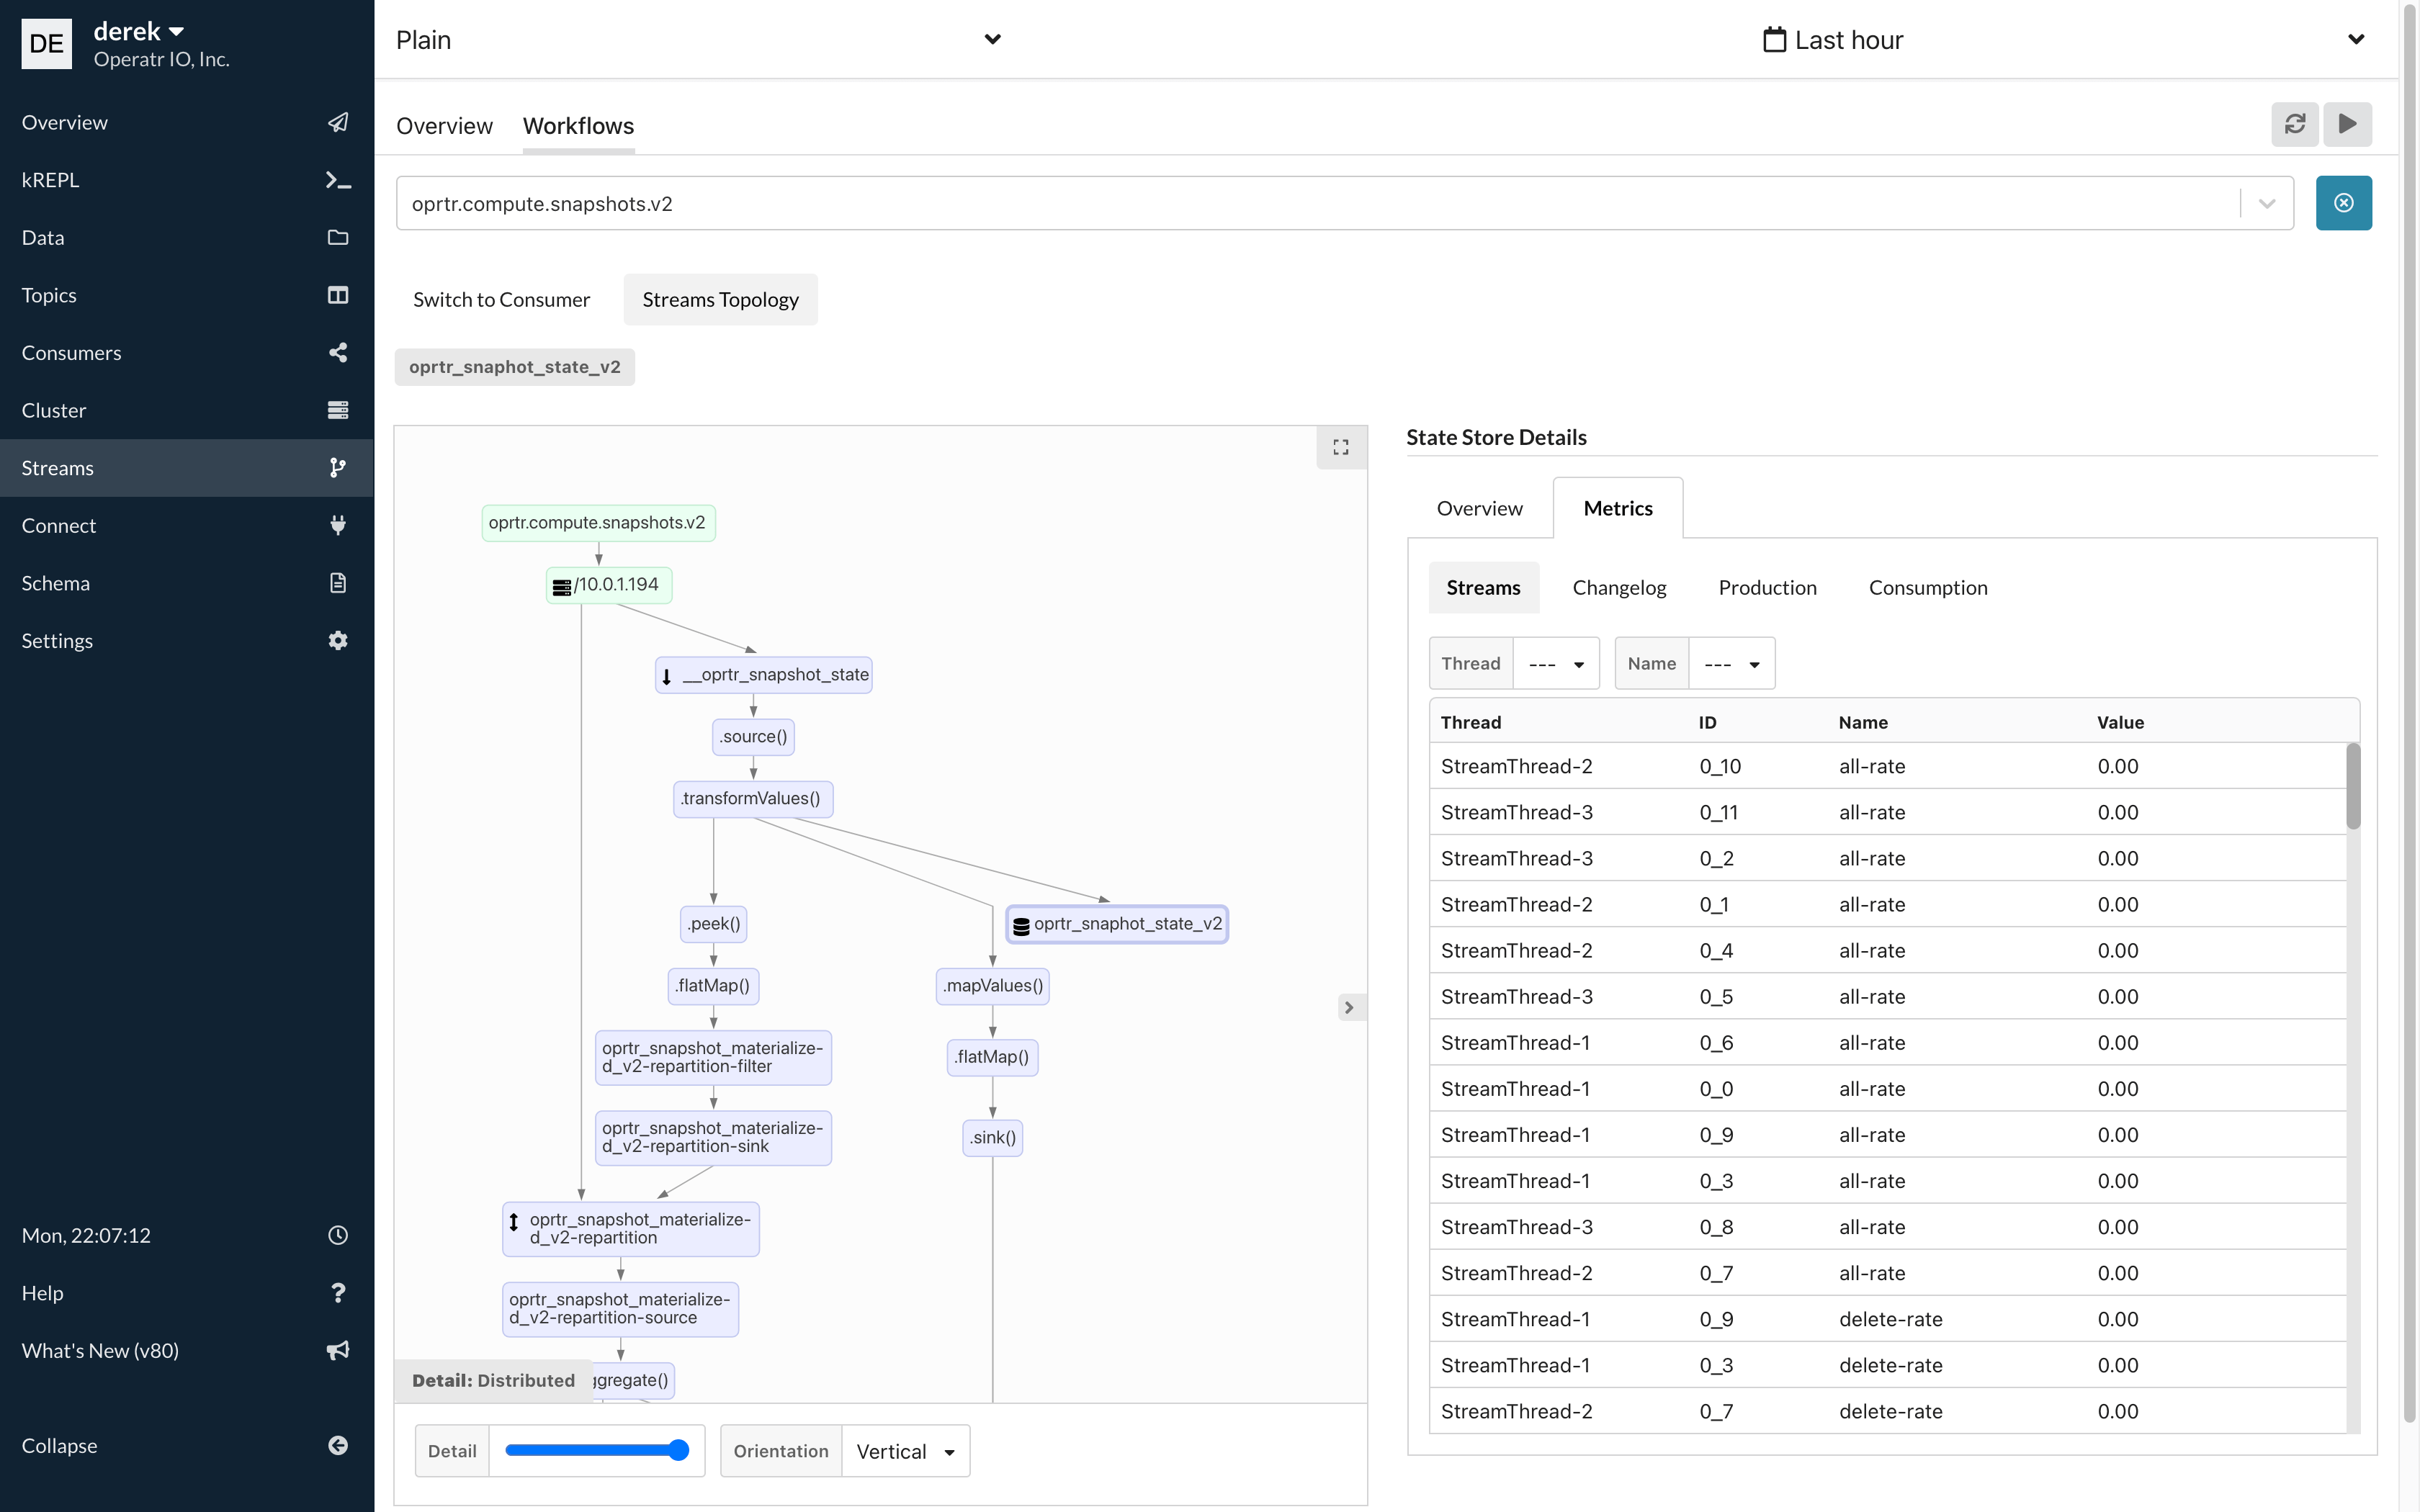 DE
derek
Operatr IO, Inc.
Overview
kREPL
Data
Topics
Consumers
Cluster
Streams
Connect
Schema
Settings
Mon, 22:07:12
Help
What's New (v80)
Collapse
Plain
Last hour
Overview Workflows
oprtr.compute.snapshots.v2
Switch to Consumer Streams Topology
oprtr_snaphot_state_v2
oprtr.compute.snapshots.v2
/10.0.1.194
__oprtr_snapshot_state
.source()
.transformValues()
.peek()
oprtr_snaphot_state_v2
.flatMap()
.mapValues()
oprtr_snapshot_materialize-
d_v2-repartition-filter
.flatMap()
oprtr_snapshot_materialize-
d_v2-repartition-sink
.sink()
oprtr_snapshot_materialize-
d_v2-repartition
oprtr_snapshot_materialize-
d_v2-repartition-source
ggregate()
Detail: Distributed
Detail
Orientation Vertical
State Store Details
Overview Metrics
Streams Changelog Production Consumption
Thread --- Name ---
Thread ID Name Value
StreamThread-2 0_10 all-rate 0.00
StreamThread-3 0_11 all-rate 0.00
StreamThread-3 0_2 all-rate 0.00
StreamThread-2 0_1 all-rate 0.00
StreamThread-2 0_4 all-rate 0.00
StreamThread-3 0_5 all-rate 0.00
StreamThread-1 0_6 all-rate 0.00
StreamThread-1 0_0 all-rate 0.00
StreamThread-1 0_9 all-rate 0.00
StreamThread-1 0_3 all-rate 0.00
StreamThread-3 0_8 all-rate 0.00
StreamThread-2 0_7 all-rate 0.00
StreamThread-1 0_9 delete-rate 0.00
StreamThread-1 0_3 delete-rate 0.00
StreamThread-2 0_7 delete-rate 0.00